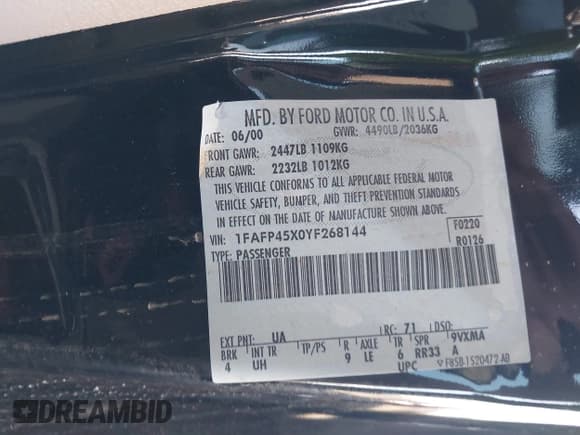 MFD. BY FORD MOTOR CO. IN U.S.A.
DATE: 06/00 GVWR: 4490LB/2036KG
FRONT GAWR: 2447LB 1109KG
REAR GAWR: 2232LB 1012KG
THIS VEHICLE CONFORMS TO ALL APPLICABLE FEDERAL MOTOR
VEHICLE SAFETY, BUMPER, AND THEFT PREVENTION STANDARDS
IN EFFECT ON THE DATE OF MANUFACTURE SHOWN ABOVE.
VIN: 1FAFP45X0YF268144 F0220
TYPE: PASSENGER R0126
EXT PNT: UA RC: 71 DSO:
BRK INT TR TP/PS R AXLE TR SPR 9VXMA
4 UH 9 LE 6 RR33 A
UPC F85B-1520472-AB
DREAMBID